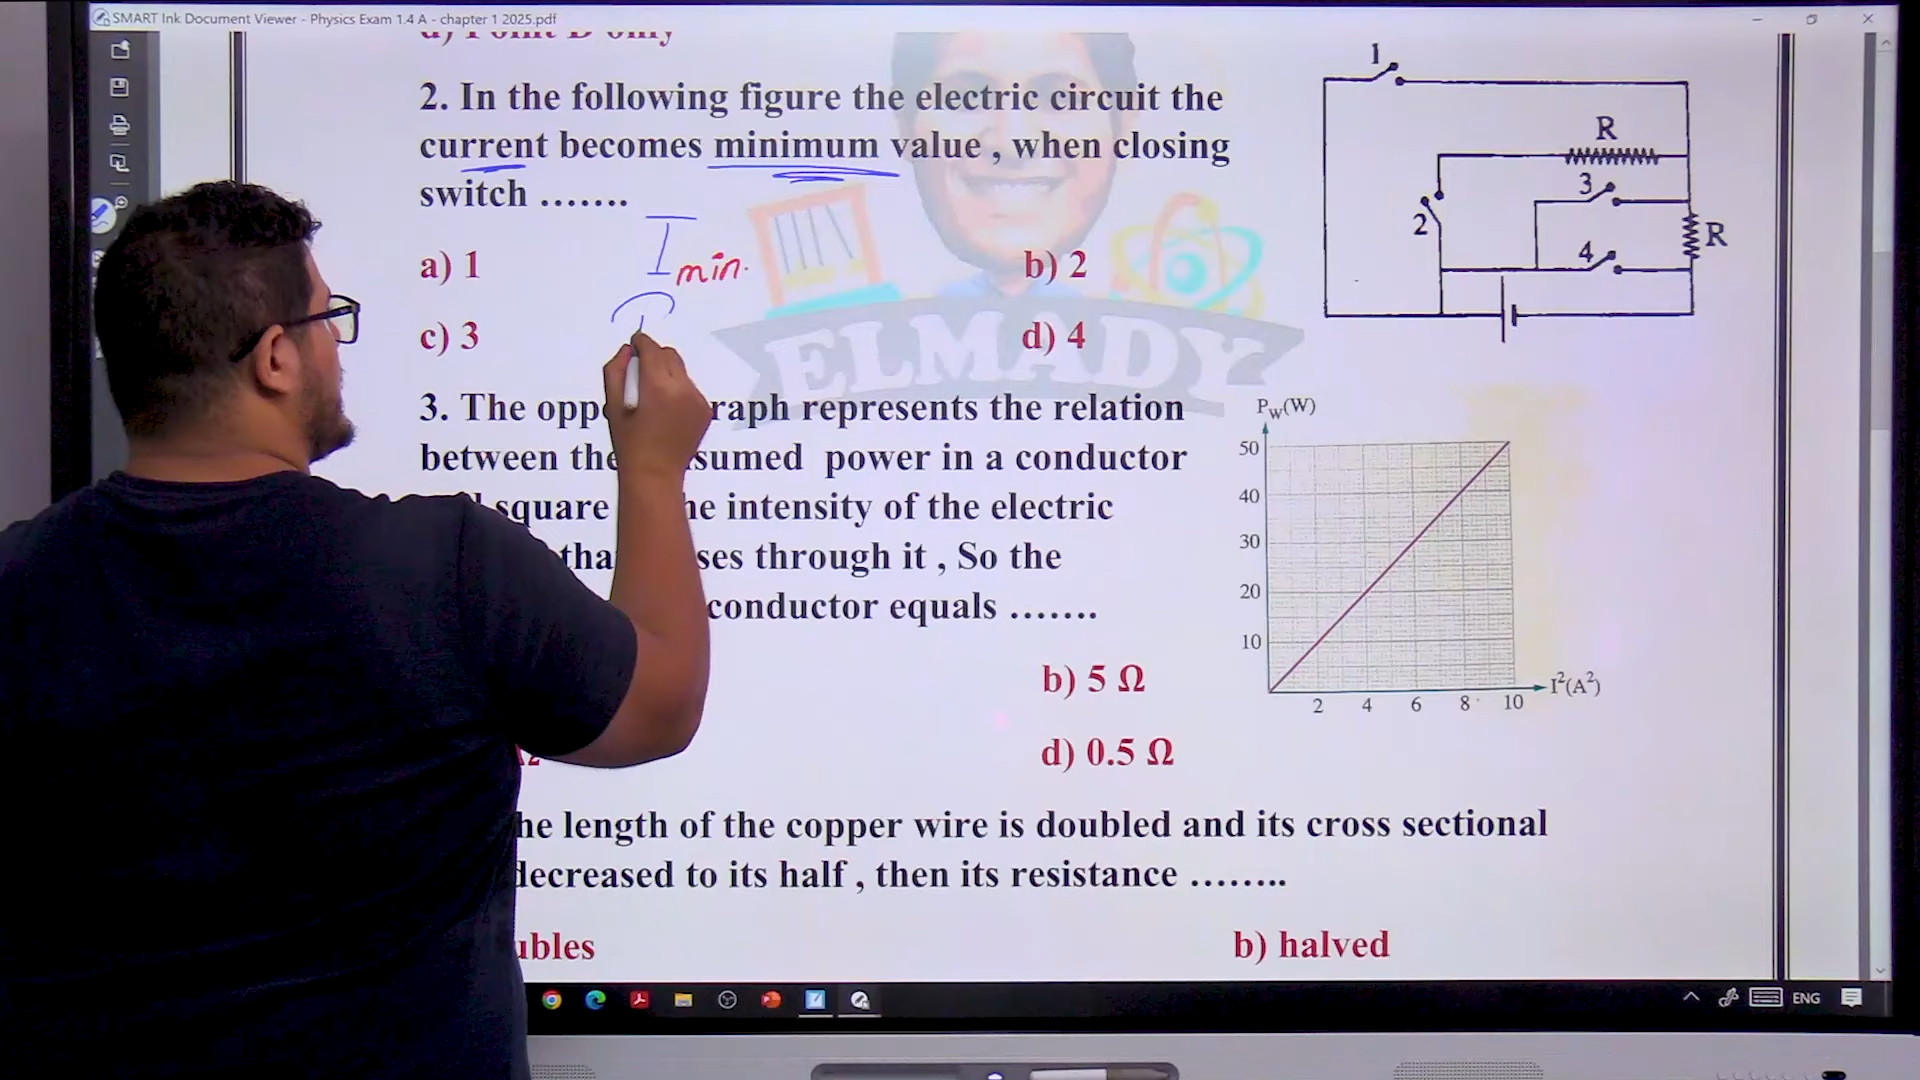 SMART Ink Document Viewer - Physics Exam 1.4 A - chapter 1 2025.pdf
d) Point D only
2. In the following figure the electric circuit the
current becomes minimum value , when closing
switch …….
a) 1
b) 2
c) 3
d) 4
I min.
1
R
3
2
4
R
ELMADY
3. The raph represents the relation
between the sumed power in a conductor
square he intensity of the electric
ses through it , So the
conductor equals …….
b) 5 Ω
d) 0.5 Ω
PW(W)
50
40
30
20
10
2 4 6 8 10
I²(A²)
he length of the copper wire is doubled and its cross sectional
decreased to its half , then its resistance ……..
ubles
b) halved
ENG